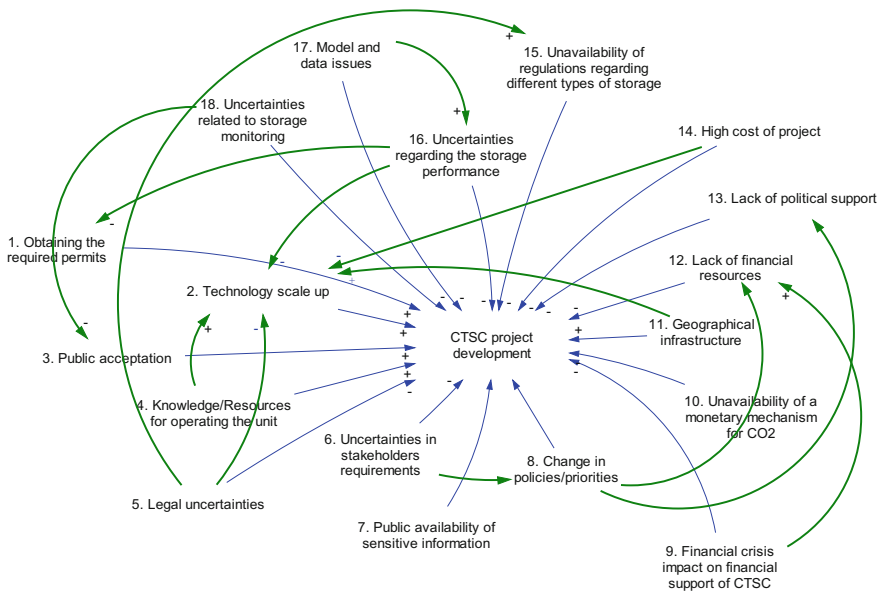 17. Model and
data issues
+
15. Unavailability of
regulations regarding
different types of storage
18. Uncertainties
related to storage
monitoring
+
16. Uncertainties
regarding the storage
performance
14. High cost of project
13. Lack of political support
-
1. Obtaining the
required permits
-
-
+
12. Lack of financial
resources
+
2. Technology scale up
- - - - - - -
+
+
CTSC project
development
+
11. Geographical
infrastructure
-
3. Public acceptation
+
-
+
+
-
-
-
10. Unavailability of a
monetary mechanism
for CO2
4. Knowledge/Resources
for operating the unit
6. Uncertainties in
stakeholders
requirements
8. Change in
policies/priorities
5. Legal uncertainties
7. Public availability of
sensitive information
9. Financial crisis
impact on financial
support of CTSC